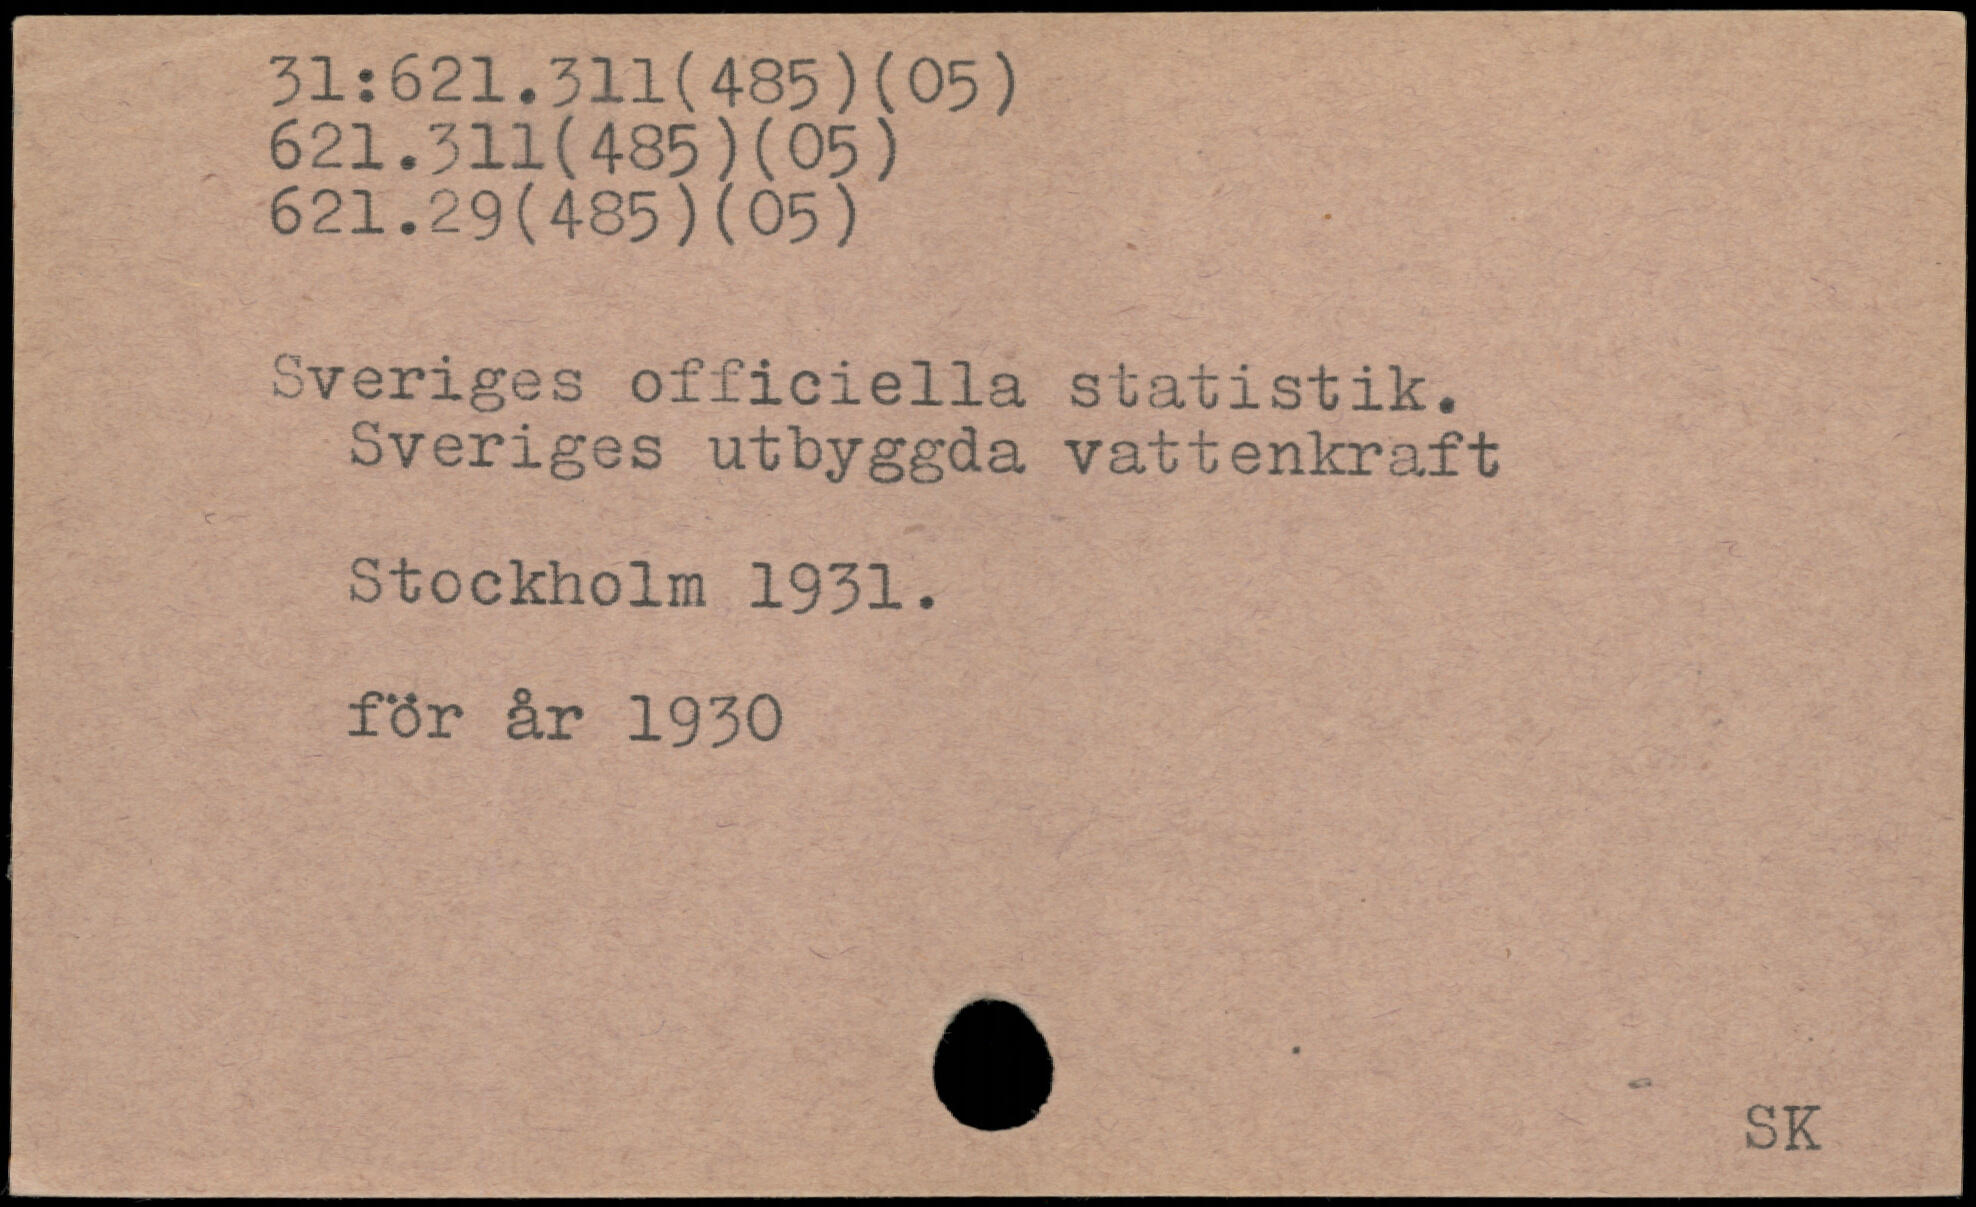 31:621.311(485)(05)
621.311(485)(05)
621.29(485)(05)
Sveriges officiella statistik.
Sveriges utbyggda vattenkraft
Stockholm 1931.
för år 1930
SK